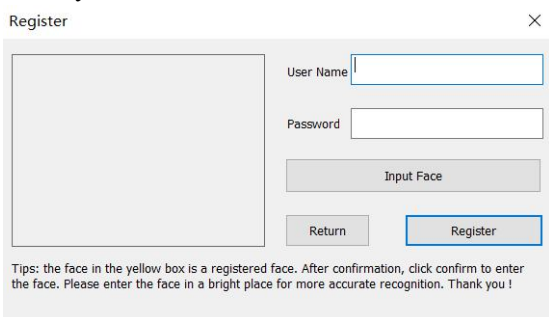 Register
User Name
Password
Input Face
Return
Register
Tips: the face in the yellow box is a registered face. After confirmation, click confirm to enter
the face. Please enter the face in a bright place for more accurate recognition. Thank you !